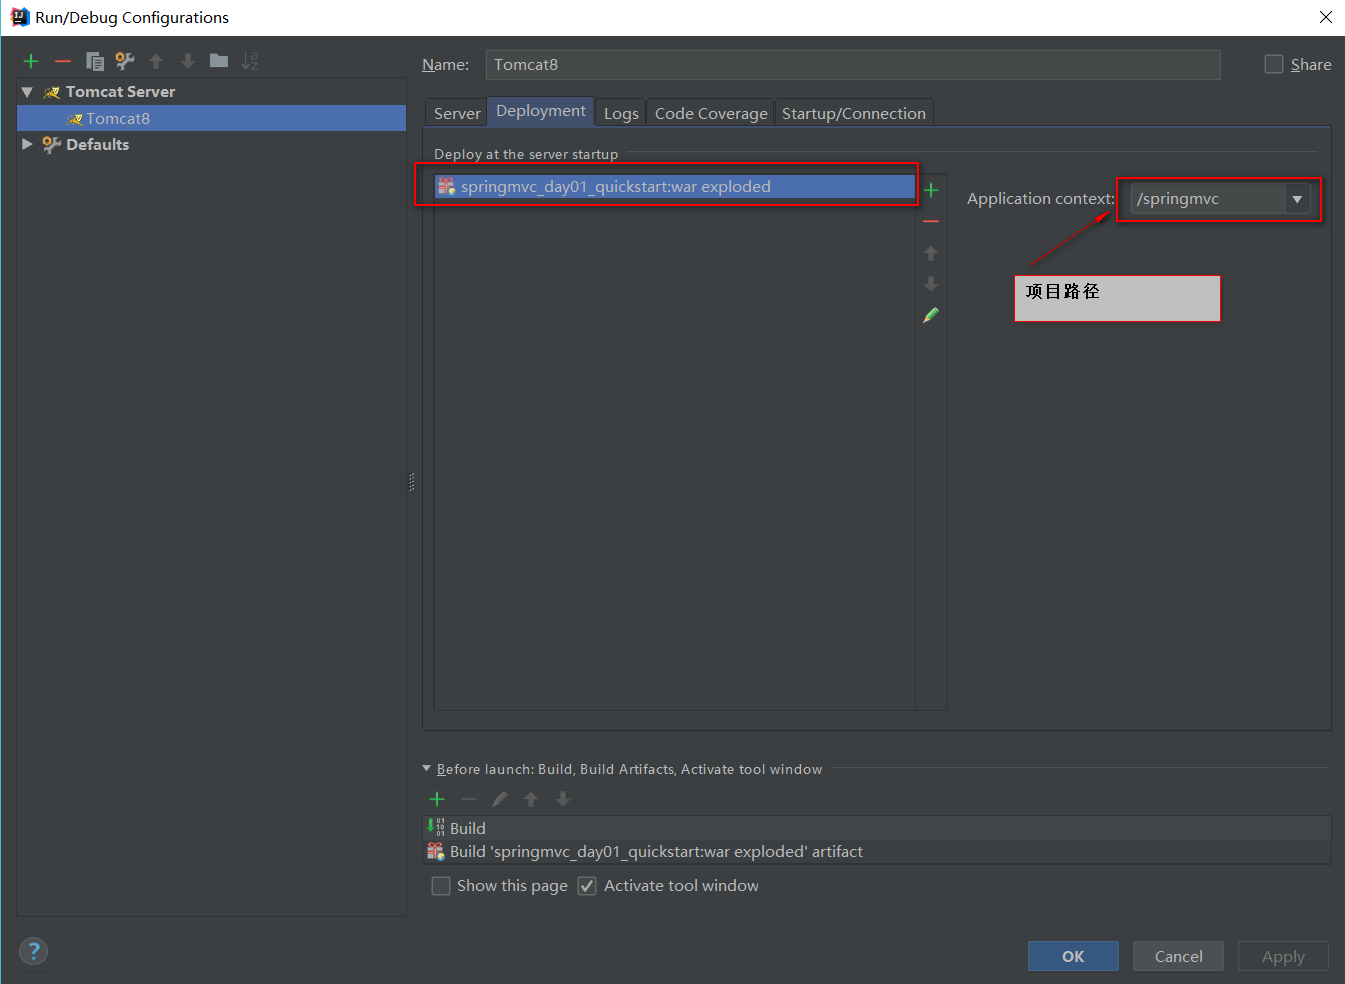 Run/Debug Configurations
Name: Tomcat8 Share
Tomcat Server
Tomcat8
Defaults
Server Deployment Logs Code Coverage Startup/Connection
Deploy at the server startup
springmvc_day01_quickstart:war exploded
Application context: /springmvc
项目路径
Before launch: Build, Build Artifacts, Activate tool window
Build
Build 'springmvc_day01_quickstart:war exploded' artifact
Show this page Activate tool window
? OK Cancel Apply